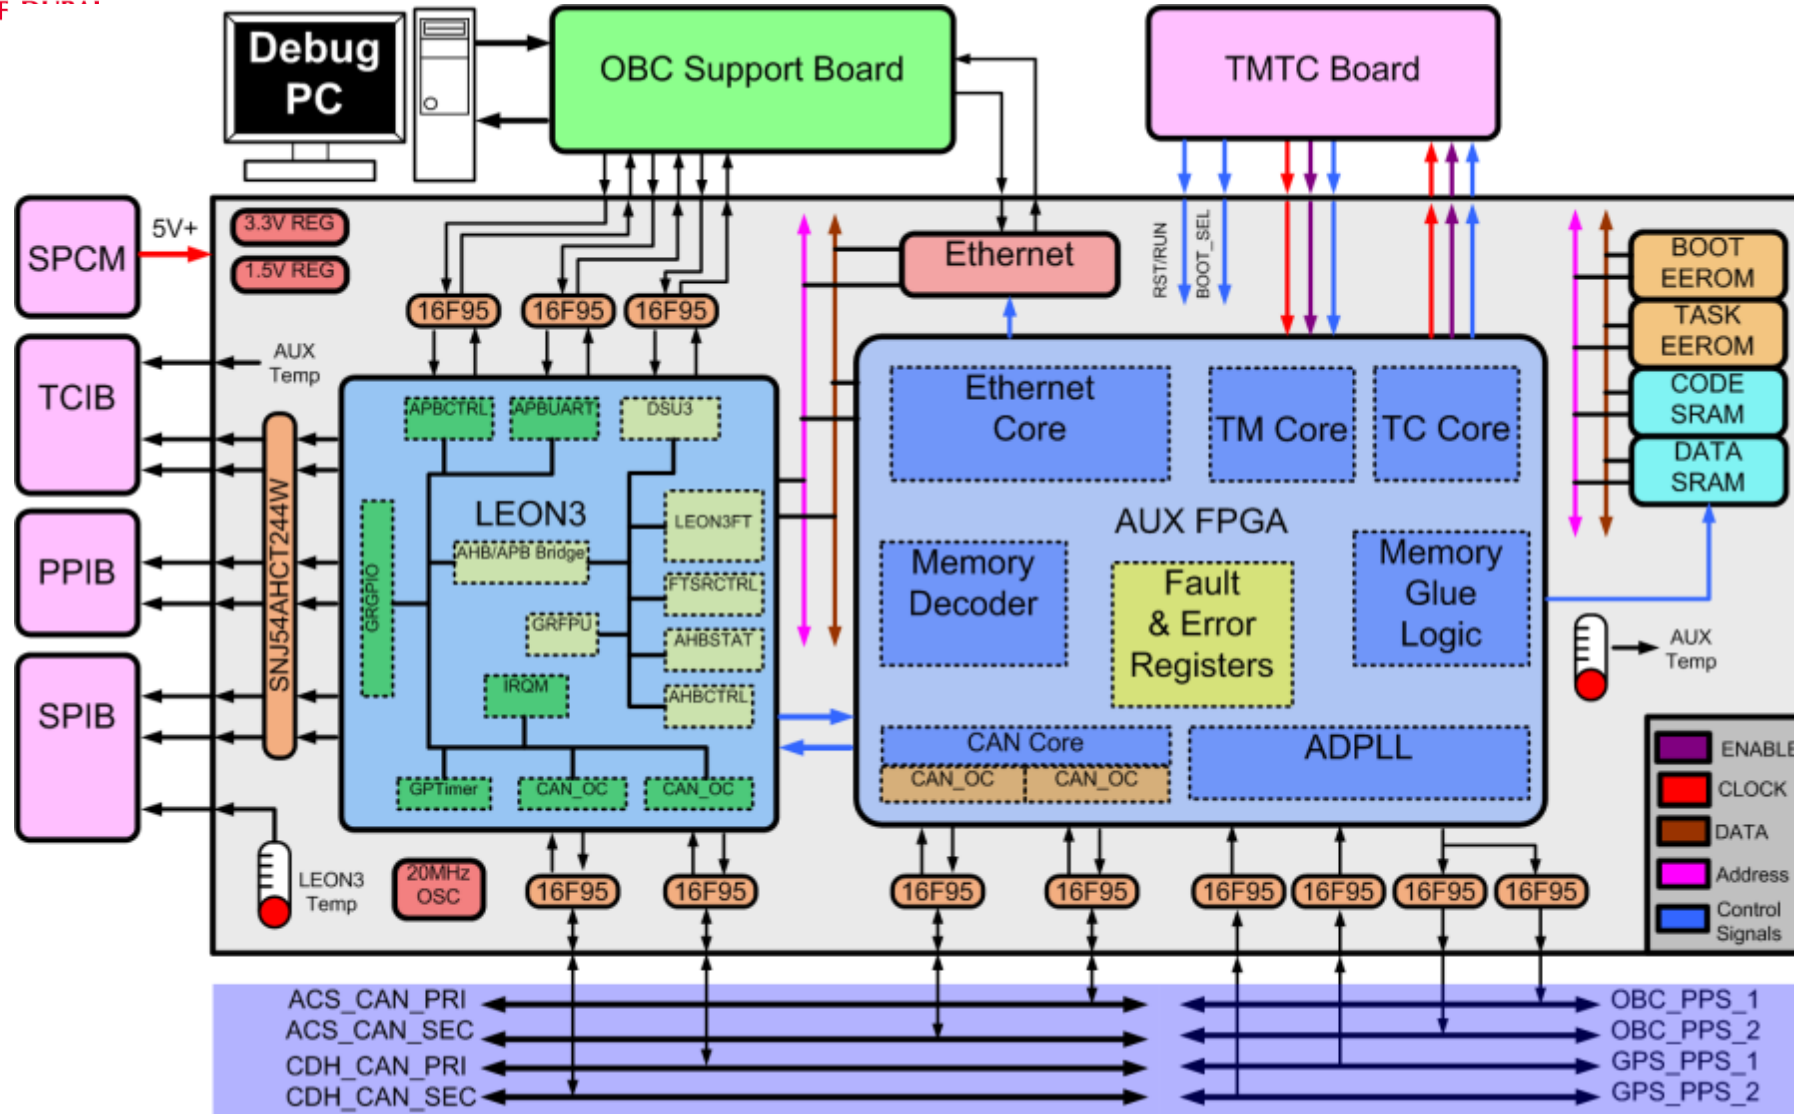 Debug
PC
OBC Support Board
TMTC Board
SPCM
5V+
3.3V REG
1.5V REG
TCIB
AUX
Temp
PPIB
SPIB
SNJ54AHCT244W
16F95
16F95
16F95
APBCTRL
APBUART
DSU3
LEON3
LEON3FT
AHB/APB Bridge
FTSRCTRL
GRGPIO
GRFPU
AHBSTAT
IRQM
AHBCTRL
GPTimer
CAN_OC
CAN_OC
LEON3
Temp
20MHz
OSC
16F95
16F95
Ethernet
RST/RUN
BOOT_SEL
Ethernet
Core
TM Core
TC Core
AUX FPGA
Memory
Decoder
Fault
& Error
Registers
Memory
Glue
Logic
CAN Core
CAN_OC
CAN_OC
ADPLL
16F95
16F95
16F95
16F95
16F95
16F95
BOOT
EEROM
TASK
EEROM
CODE
SRAM
DATA
SRAM
AUX
Temp
ENABLE
CLOCK
DATA
Address
Control
Signals
ACS_CAN_PRI
ACS_CAN_SEC
CDH_CAN_PRI
CDH_CAN_SEC
OBC_PPS_1
OBC_PPS_2
GPS_PPS_1
GPS_PPS_2